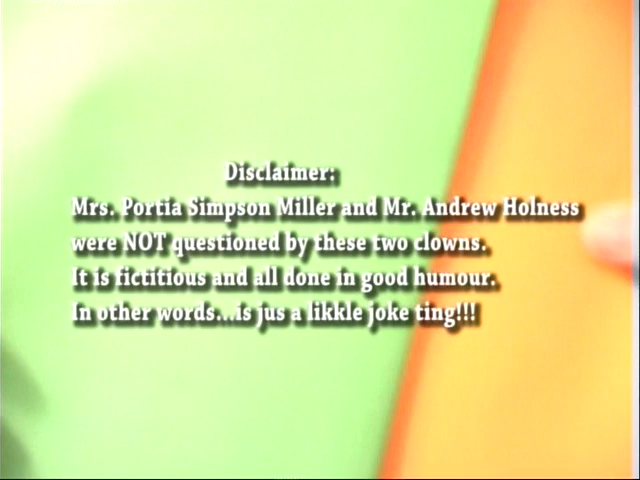 Disclaimer:
Mrs. Portia Simpson Miller and Mr. Andrew Holness
were NOT questioned by these two clowns.
It is fictitious and all done in good humour.
In other words...is jus a likkle joke ting!!!